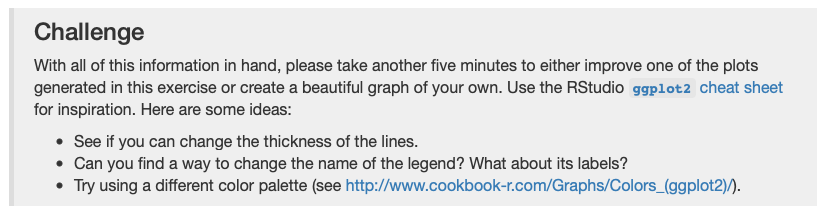 Challenge
With all of this information in hand, please take another five minutes to either improve one of the plots
generated in this exercise or create a beautiful graph of your own. Use the RStudio ggplot2 cheat sheet
for inspiration. Here are some ideas:
• See if you can change the thickness of the lines.
• Can you find a way to change the name of the legend? What about its labels?
• Try using a different color palette (see http://www.cookbook-r.com/Graphs/Colors_(ggplot2)/).